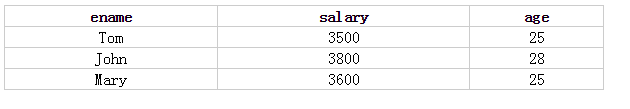 ename salary age
Tom 3500 25
John 3800 28
Mary 3600 25